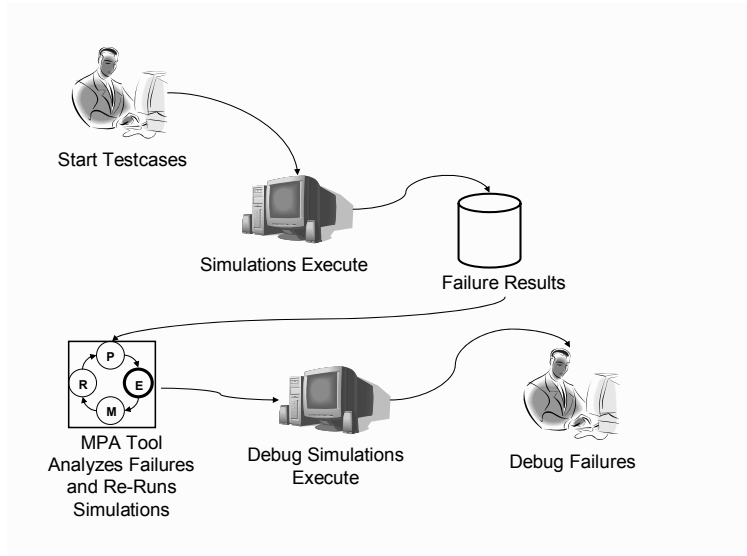 Start Testcases
Simulations Execute
Failure Results
P
R
E
M
MPA Tool
Analyzes Failures
and Re-Runs
Simulations
Debug Simulations
Execute
Debug Failures